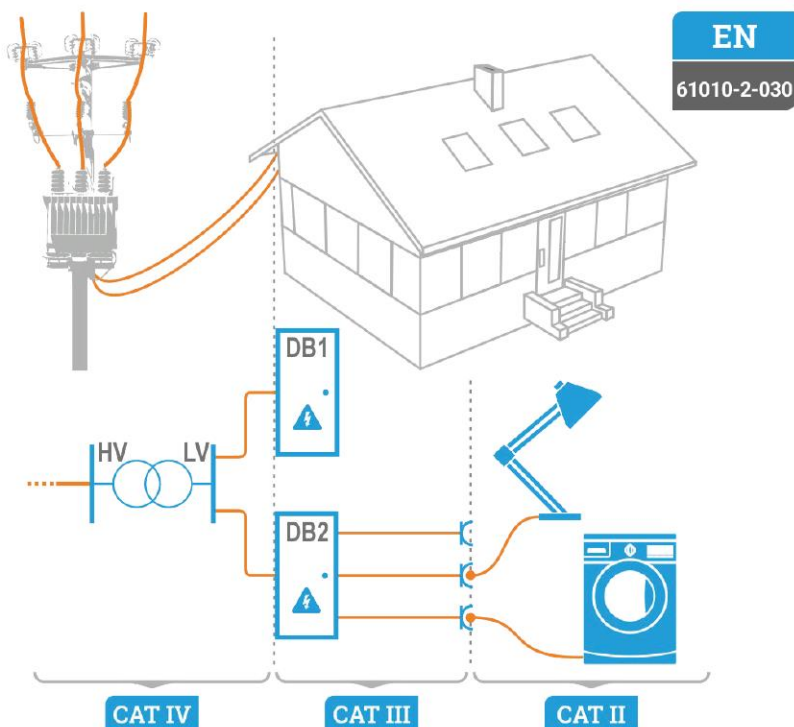 EN
61010-2-030
DB1
HV
LV
DB2
CAT IV
CAT III
CAT II